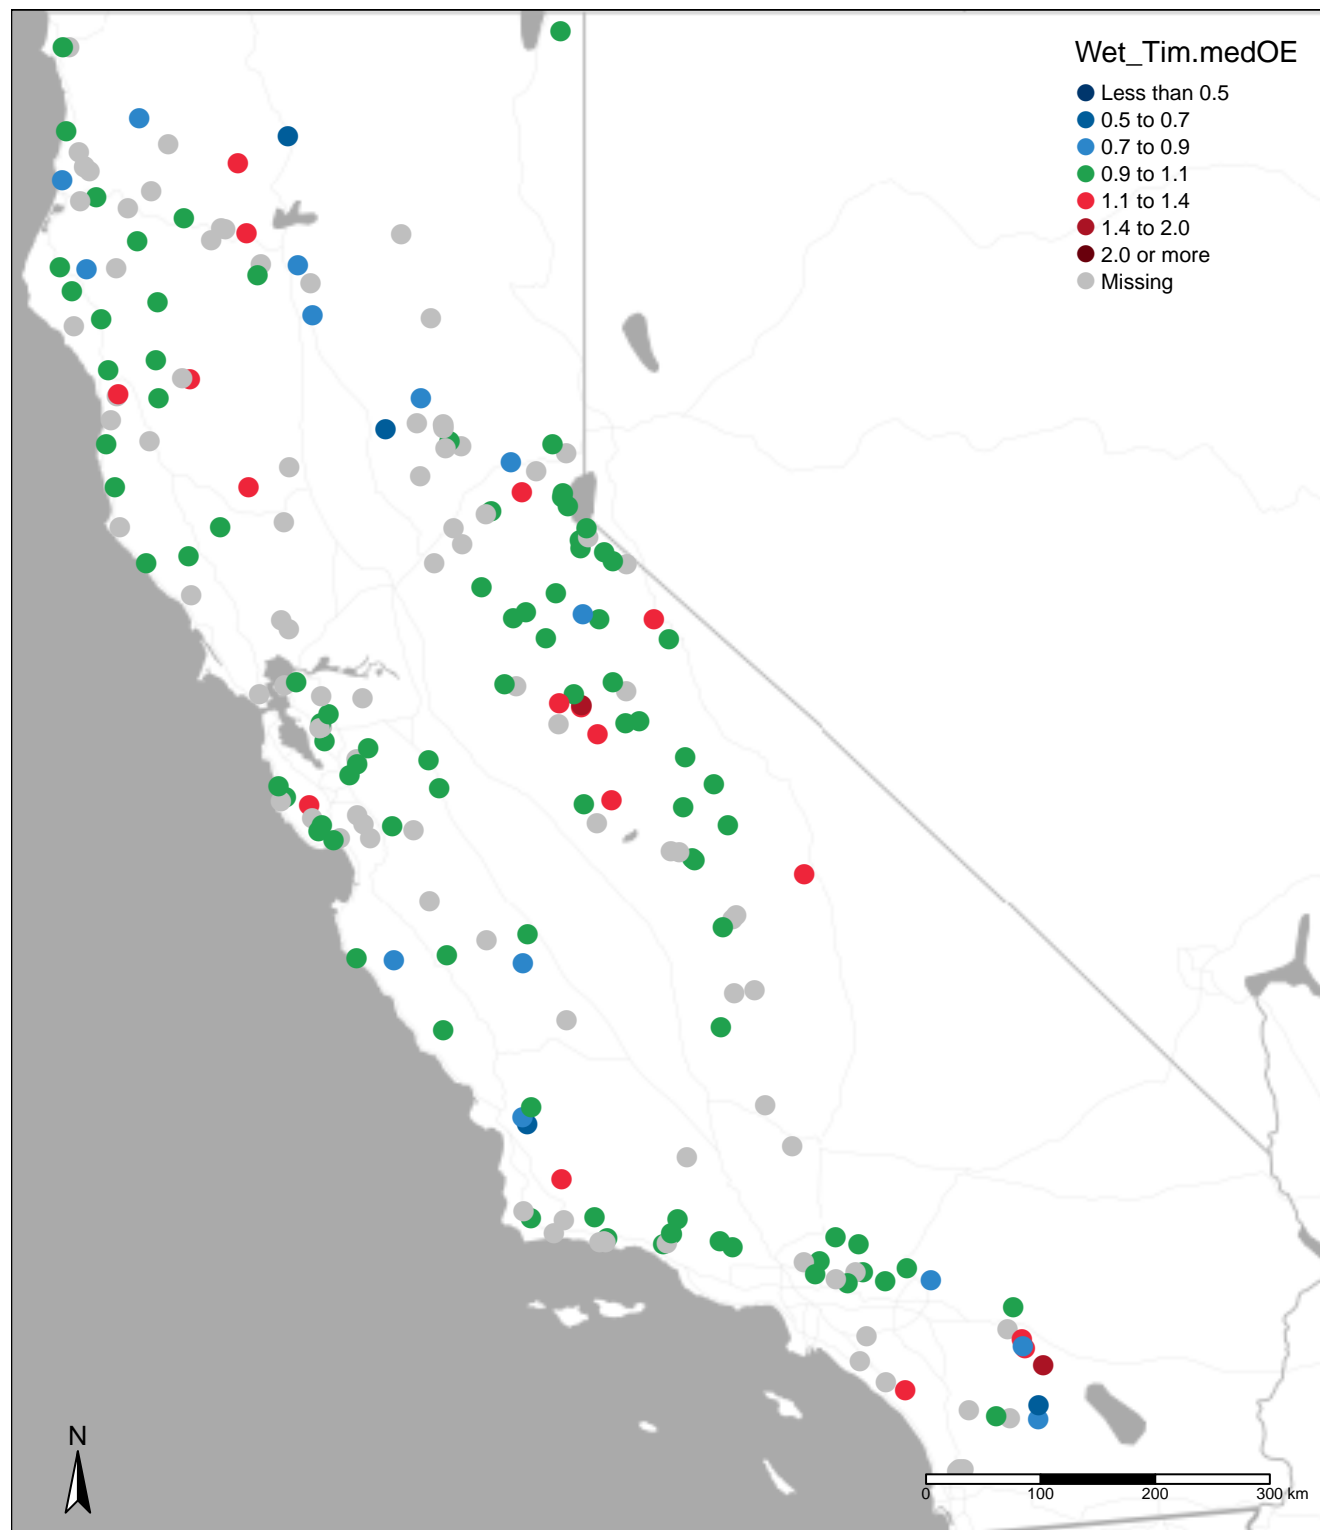 Wet_Tim.medOE
Less than 0.5
0.5 to 0.7
0.7 to 0.9
0.9 to 1.1
1.1 to 1.4
1.4 to 2.0
2.0 or more
Missing
N
0 100 200 300 km